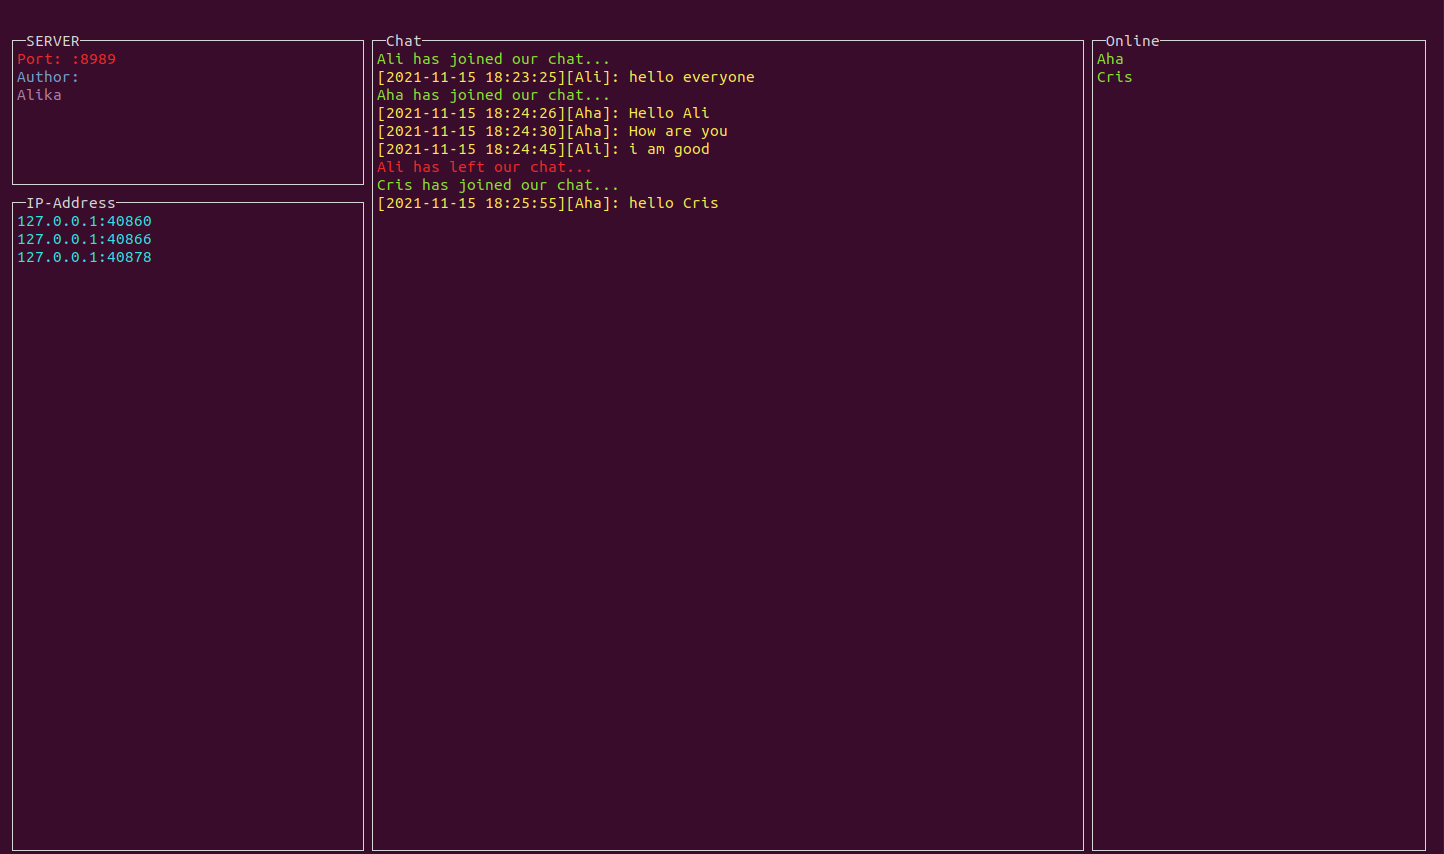 SERVER
Port: :8989
Author:
Alika
IP-Address
127.0.0.1:40860
127.0.0.1:40866
127.0.0.1:40878
Chat
Ali has joined our chat...
[2021-11-15 18:23:25][Ali]: hello everyone
Aha has joined our chat...
[2021-11-15 18:24:26][Aha]: Hello Ali
[2021-11-15 18:24:30][Aha]: How are you
[2021-11-15 18:24:45][Ali]: i am good
Ali has left our chat...
Cris has joined our chat...
[2021-11-15 18:25:55][Aha]: hello Cris
Online
Aha
Cris